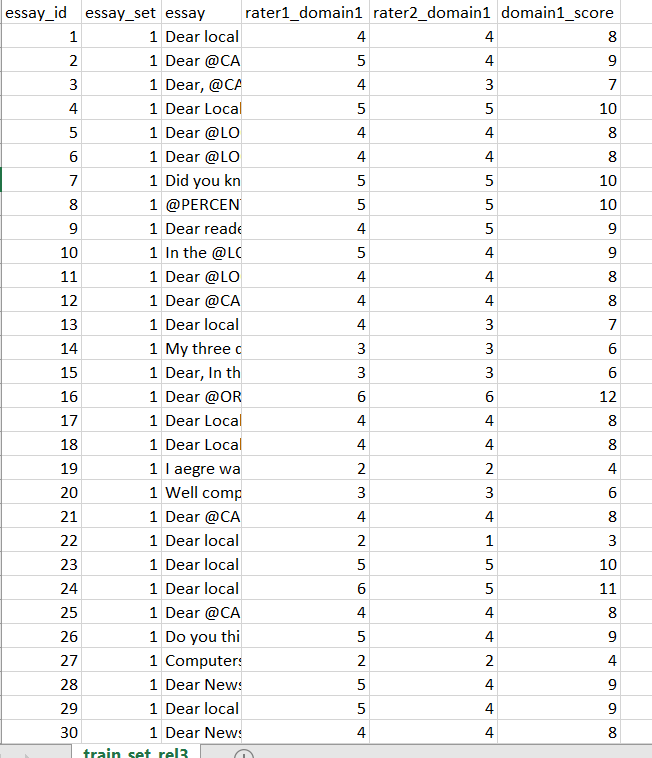 essay_id essay_set essay rater1_domain1 rater2_domain1 domain1_score
1 1 Dear local 4 4 8
2 1 Dear @CA 5 4 9
3 1 Dear, @CA 4 3 7
4 1 Dear Local 5 5 10
5 1 Dear @LO 4 4 8
6 1 Dear @LO 4 4 8
7 1 Did you kn 5 5 10
8 1 @PERCENT 5 5 10
9 1 Dear reade 4 5 9
10 1 In the @LO 5 4 9
11 1 Dear @LO 4 4 8
12 1 Dear @CA 4 4 8
13 1 Dear local 4 3 7
14 1 My three d 3 3 6
15 1 Dear, In th 3 3 6
16 1 Dear @OR 6 6 12
17 1 Dear Local 4 4 8
18 1 Dear Local 4 4 8
19 1 I aegre wa 2 2 4
20 1 Well comp 3 3 6
21 1 Dear @CA 4 4 8
22 1 Dear local 2 1 3
23 1 Dear local 5 5 10
24 1 Dear local 6 5 11
25 1 Dear @CA 4 4 8
26 1 Do you thi 5 4 9
27 1 Computers 2 2 4
28 1 Dear News 5 4 9
29 1 Dear local 5 4 9
30 1 Dear News 4 4 8
train_set_rel3